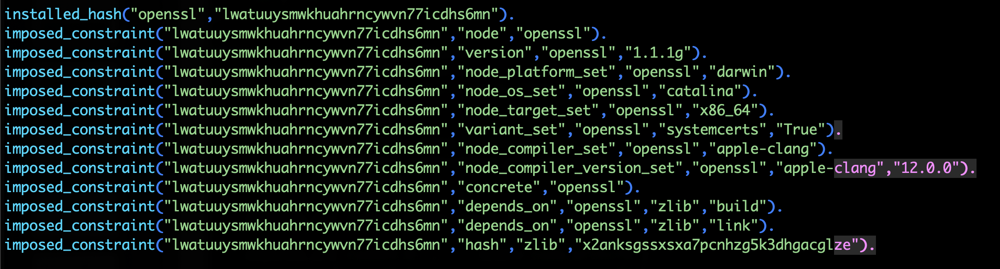 installed_hash("openssl","lwatuuysmwkhuahrncywvn77icdhs6mn").
imposed_constraint("lwatuuysmwkhuahrncywvn77icdhs6mn","node","openssl").
imposed_constraint("lwatuuysmwkhuahrncywvn77icdhs6mn","version","openssl","1.1.1g").
imposed_constraint("lwatuuysmwkhuahrncywvn77icdhs6mn","node_platform_set","openssl","darwin").
imposed_constraint("lwatuuysmwkhuahrncywvn77icdhs6mn","node_os_set","openssl","catalina").
imposed_constraint("lwatuuysmwkhuahrncywvn77icdhs6mn","node_target_set","openssl","x86_64").
imposed_constraint("lwatuuysmwkhuahrncywvn77icdhs6mn","variant_set","openssl","systemcerts","True").
imposed_constraint("lwatuuysmwkhuahrncywvn77icdhs6mn","node_compiler_set","openssl","apple-clang").
imposed_constraint("lwatuuysmwkhuahrncywvn77icdhs6mn","node_compiler_version_set","openssl","apple-clang","12.0.0").
imposed_constraint("lwatuuysmwkhuahrncywvn77icdhs6mn","concrete","openssl").
imposed_constraint("lwatuuysmwkhuahrncywvn77icdhs6mn","depends_on","openssl","zlib","build").
imposed_constraint("lwatuuysmwkhuahrncywvn77icdhs6mn","depends_on","openssl","zlib","link").
imposed_constraint("lwatuuysmwkhuahrncywvn77icdhs6mn","hash","zlib","x2anksgssxsxa7pcnhzg5k3dhgacglze").